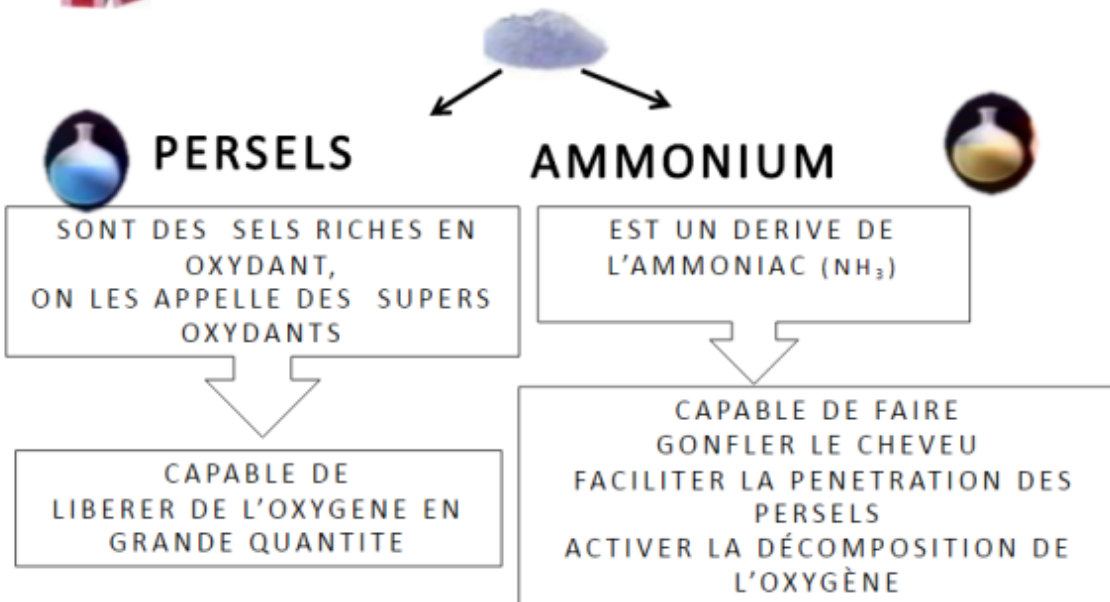 PERSELS
SONT DES SELS RICHES EN
OXYDANT,
ON LES APPELLE DES SUPERS
OXYDANTS
CAPABLE DE
LIBERER DE L'OXYGENE EN
GRANDE QUANTITE
AMMONIUM
EST UN DERIVE DE
L'AMMONIAC (NH₃)
CAPABLE DE FAIRE
GONFLER LE CHEVEU
FACILITER LA PENETRATION DES
PERSELS
ACTIVER LA DÉCOMPOSITION DE
L'OXYGÈNE